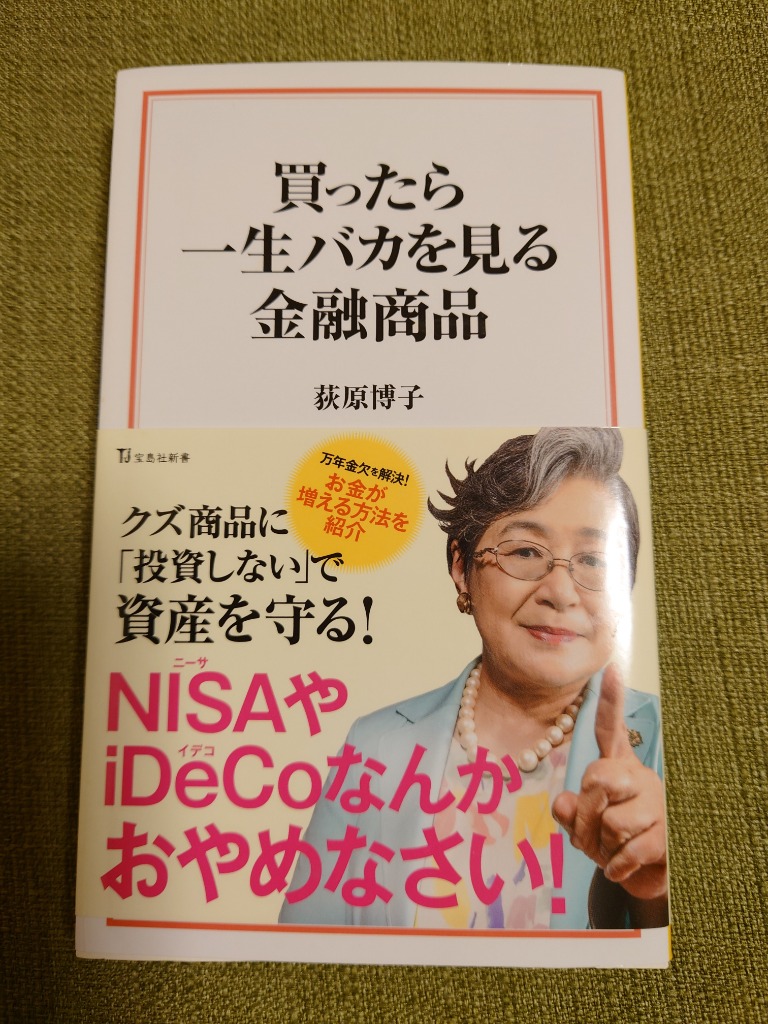 買ったら
一生バカを見る
金融商品
荻原博子
TJ 宝島社新書
万年金欠を解決!
お金が
増える方法を
紹介
クズ商品に
「投資しない」で
資産を守る!
ニーサ
NISAや
イデコ
iDeCoなんか
おやめなさい!